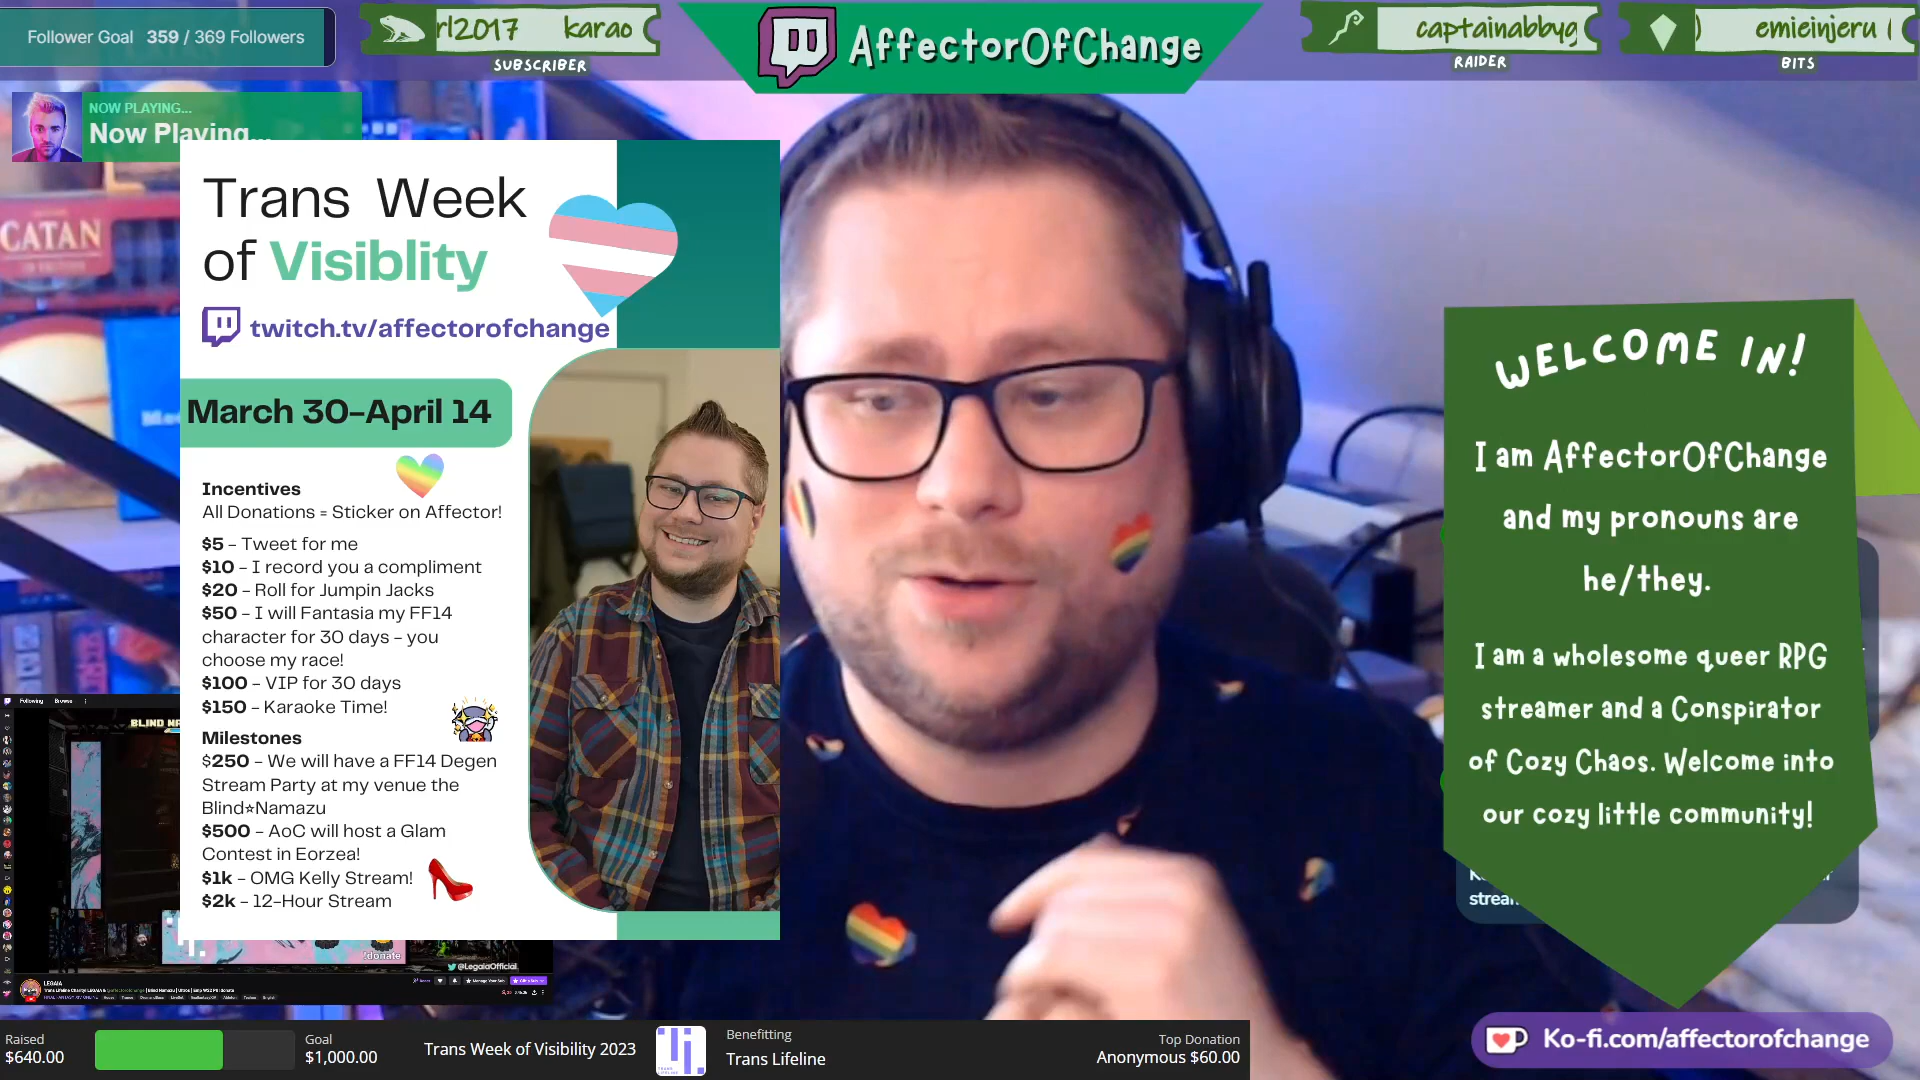 Follower Goal 359 / 369 Followers
rl2017 karao
SUBSCRIBER
AffectorOfChange
captainabbyg
RAIDER
emieinjeru
BITS
NOW PLAYING...
Now Playing...
CATAN
Trans Week
of Visiblity
twitch.tv/affectorofchange
March 30-April 14
Incentives
All Donations = Sticker on Affector!
$5 - Tweet for me
$10 - I record you a compliment
$20 - Roll for Jumpin Jacks
$50 - I will Fantasia my FF14
character for 30 days - you
choose my race!
$100 - VIP for 30 days
$150 - Karaoke Time!
Milestones
$250 - We will have a FF14 Degen
Stream Party at my venue the
Blind★Namazu
$500 - AoC will host a Glam
Contest in Eorzea!
$1k - OMG Kelly Stream!
$2k - 12-Hour Stream
WELCOME IN!
I am AffectorOfChange
and my pronouns are
he/they.
I am a wholesome queer RPG
streamer and a Conspirator
of Cozy Chaos. Welcome into
our cozy little community!
Following Browse
BLIND NA
!donate
@LegaiaOfficial
LEGAIA
Raised
$640.00
Goal
$1,000.00
Trans Week of Visibility 2023
Benefitting
Trans Lifeline
Top Donation
Anonymous $60.00
Ko-fi.com/affectorofchange